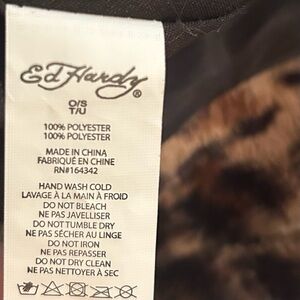 Ed Hardy®
O/S
T/U
100% POLYESTER
100% POLYESTER
MADE IN CHINA
FABRIQUÉ EN CHINE
RN#164342
HAND WASH COLD
LAVAGE À LA MAIN À FROID
DO NOT BLEACH
NE PAS JAVELLISER
DO NOT TUMBLE DRY
NE PAS SÉCHER AU LINGE
DO NOT IRON
NE PAS REPASSER
DO NOT DRY CLEAN
NE PAS NETTOYER À SEC